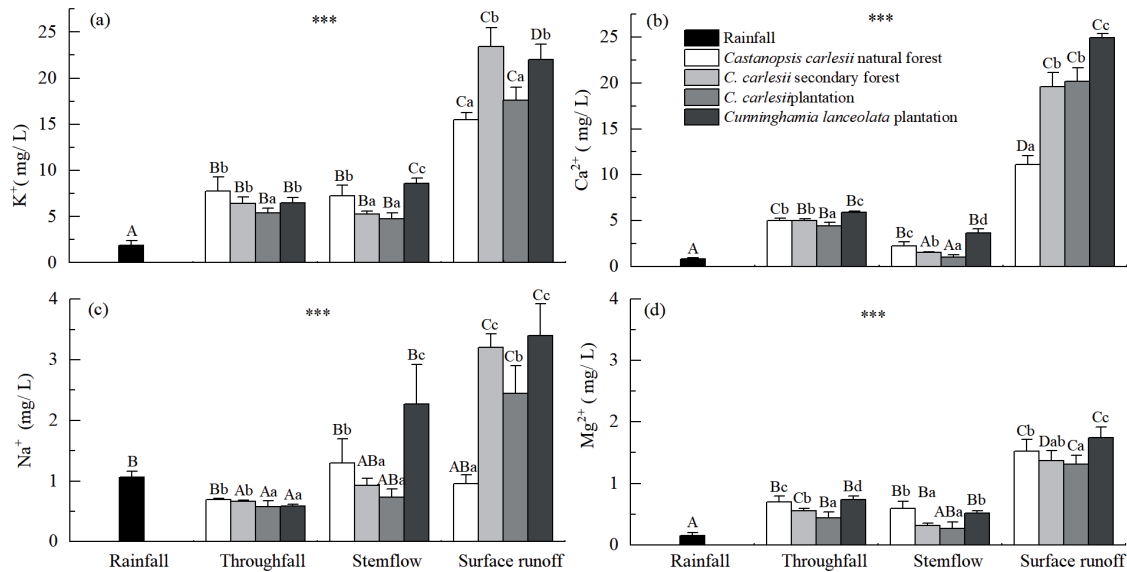 (a)
***
25
20
15
10
5
0
K⁺( mg/ L)
A
Bb Bb Ba Bb
Bb Ba Ba Cc
Ca Cb Ca Db
(b)
***
Rainfall
Castanopsis carlesii natural forest
C. carlesii secondary forest
C. carlesiiplantation
Cunninghamia lanceolata plantation
25
20
15
10
5
0
Ca²⁺( mg/ L)
A
Cb Bb Ba Bc
Bc Ab Aa Bd
Da Cb Cb Cc
(c)
***
4
3
2
1
0
Na⁺ (mg/ L)
B
Bb Ab Aa Aa
Bb ABa ABa Bc
ABa Cc Cb Cc
Rainfall Throughfall Stemflow Surface runoff
(d)
***
4
3
2
1
0
Mg²⁺ ( mg/ L)
A
Bc Cb Ba Bd
Bb Ba ABa Bb
Cb Dab Ca Cc
Rainfall Throughfall Stemflow Surface runoff